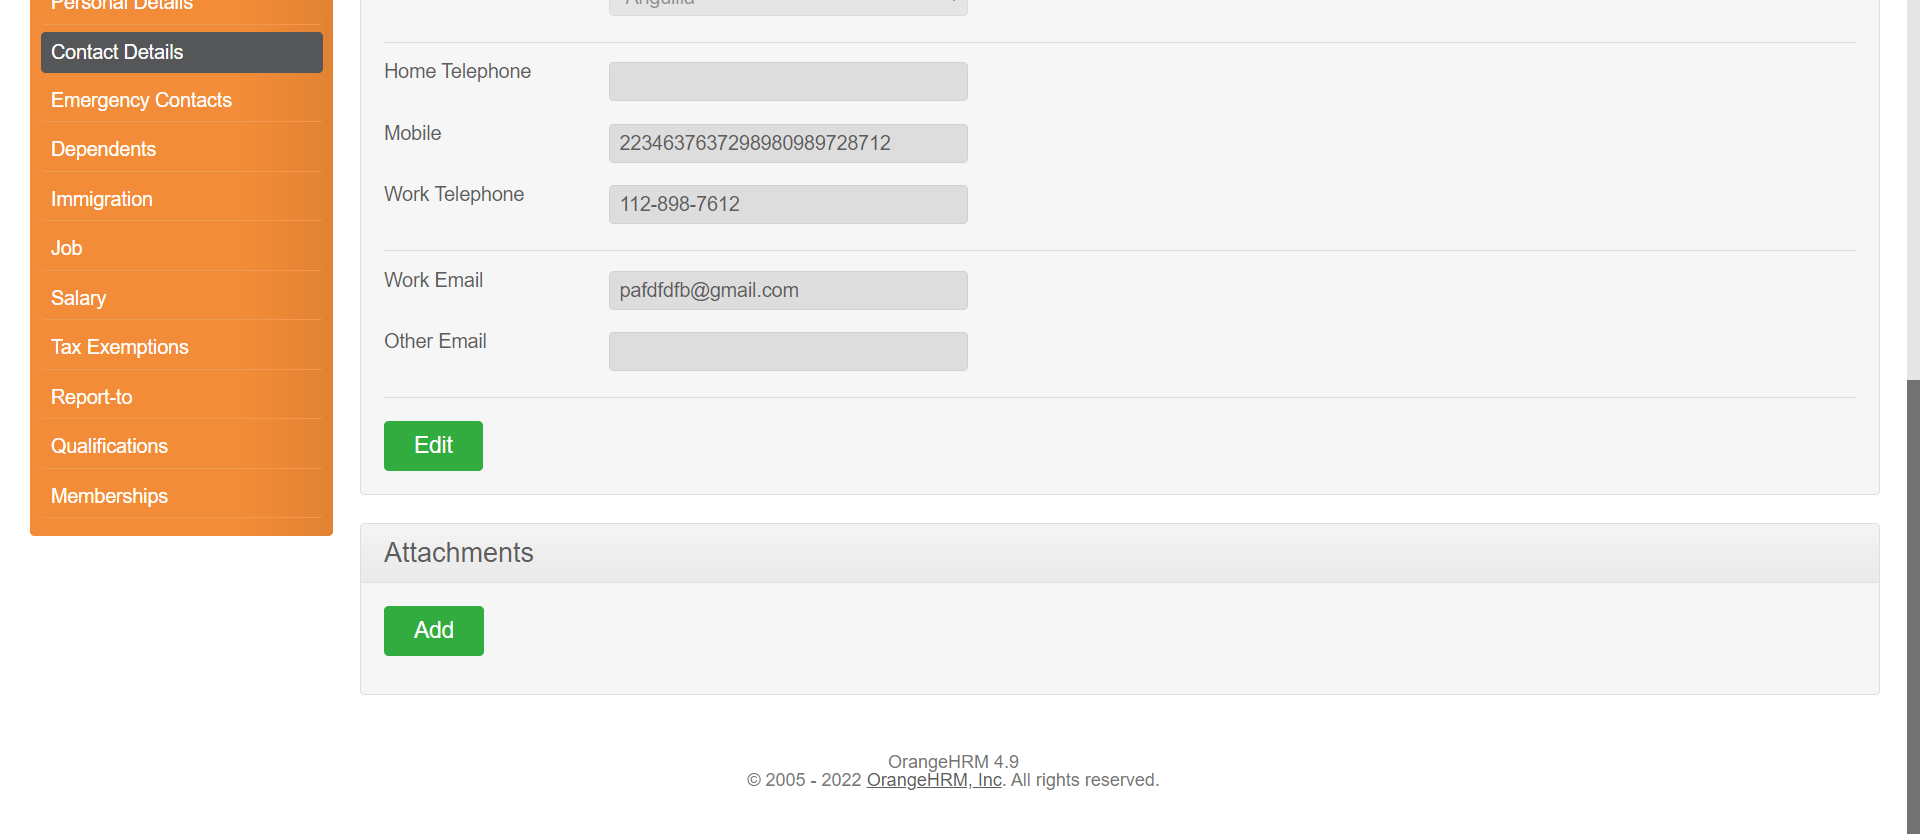 Personal Details
Contact Details
Emergency Contacts
Dependents
Immigration
Job
Salary
Tax Exemptions
Report-to
Qualifications
Memberships
Anguilla
Home Telephone
Mobile
2234637637298980989728712
Work Telephone
112-898-7612
Work Email
pafdfdfb@gmail.com
Other Email
Edit
Attachments
Add
OrangeHRM 4.9
© 2005 - 2022 OrangeHRM, Inc. All rights reserved.